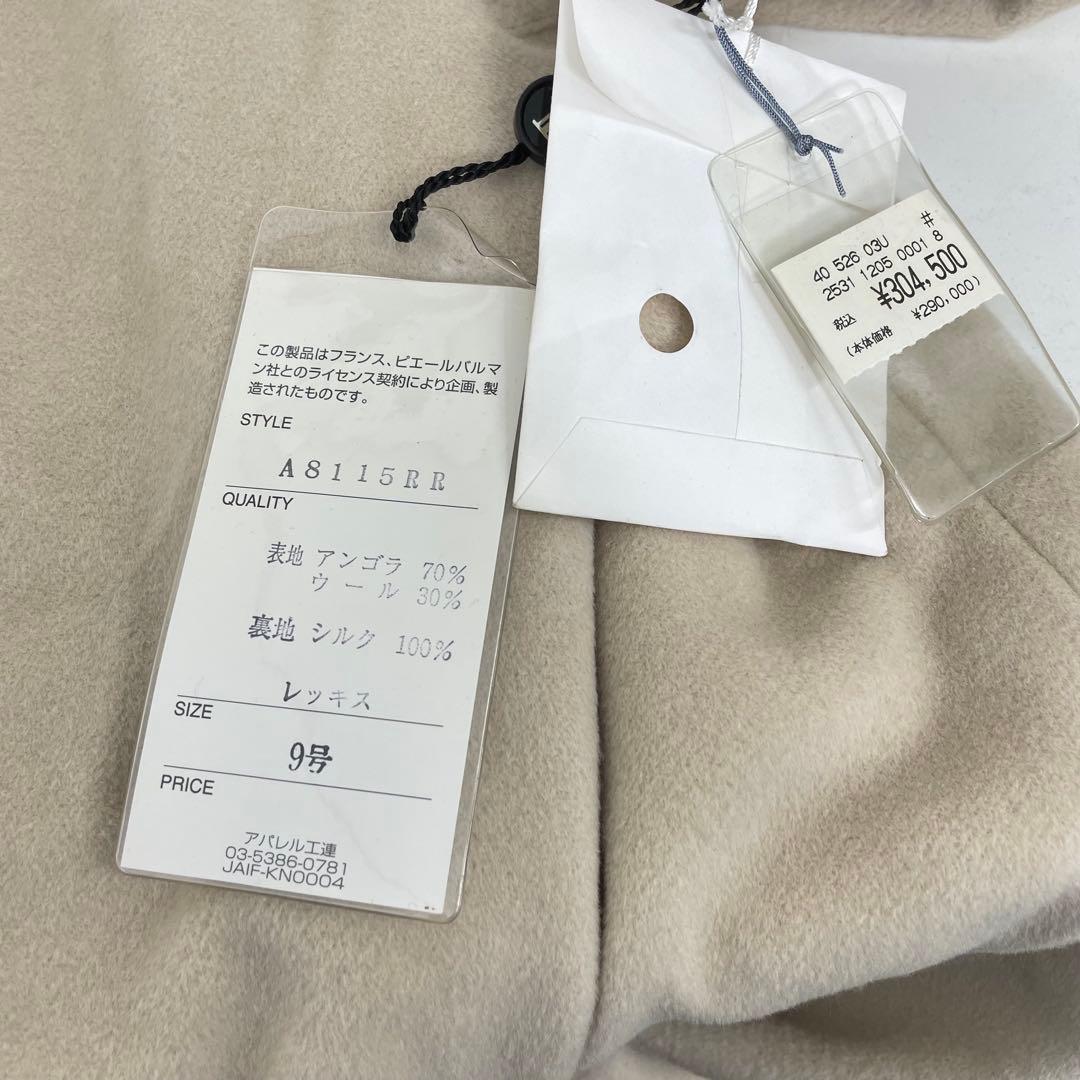 この製品はフランス、ピエールバルマ
ン社とのライセンス契約により企画、製
造されたものです。
STYLE
A8115RR
QUALITY
表地 アンゴラ 70%
ウール 30%
裏地 シルク 100%
レッキス
SIZE
9号
PRICE
アパレル工連
03-5386-0781
JAIF-KN0004
#
40 526 03U
2531 1205 0001 8
税込 ¥304,500
(本体価格 ¥290,000)